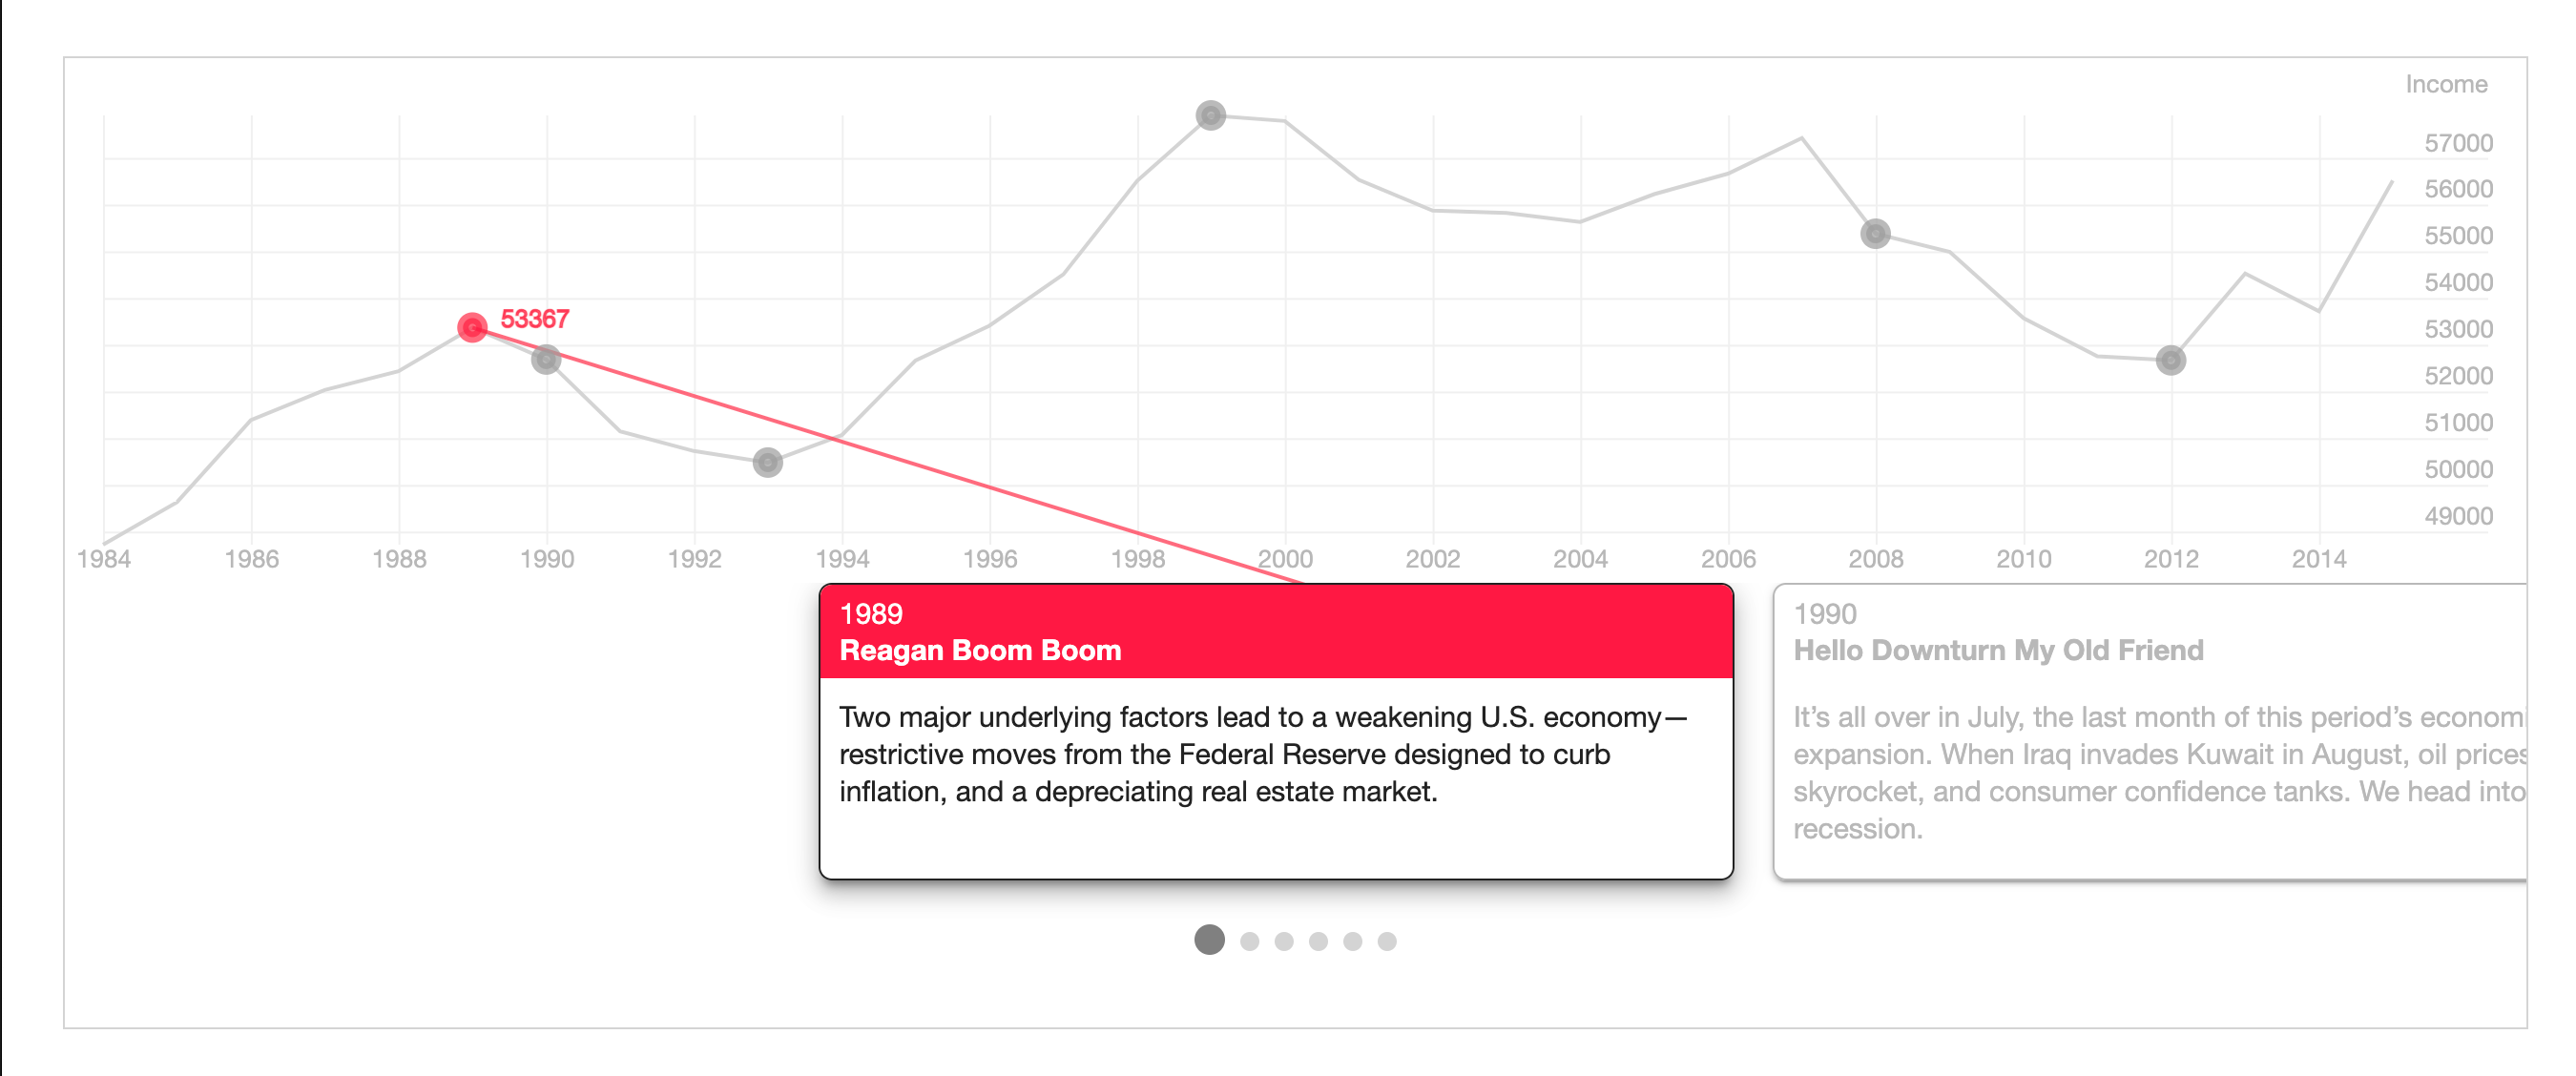 Income
57000
56000
55000
54000
53000
52000
51000
50000
49000
53367
1984 1986 1988 1990 1992 1994 1996 1998 2000 2002 2004 2006 2008 2010 2012 2014
1989
Reagan Boom Boom
Two major underlying factors lead to a weakening U.S. economy—
restrictive moves from the Federal Reserve designed to curb
inflation, and a depreciating real estate market.
1990
Hello Downturn My Old Friend
It’s all over in July, the last month of this period’s econom
expansion. When Iraq invades Kuwait in August, oil prices
skyrocket, and consumer confidence tanks. We head into
recession.